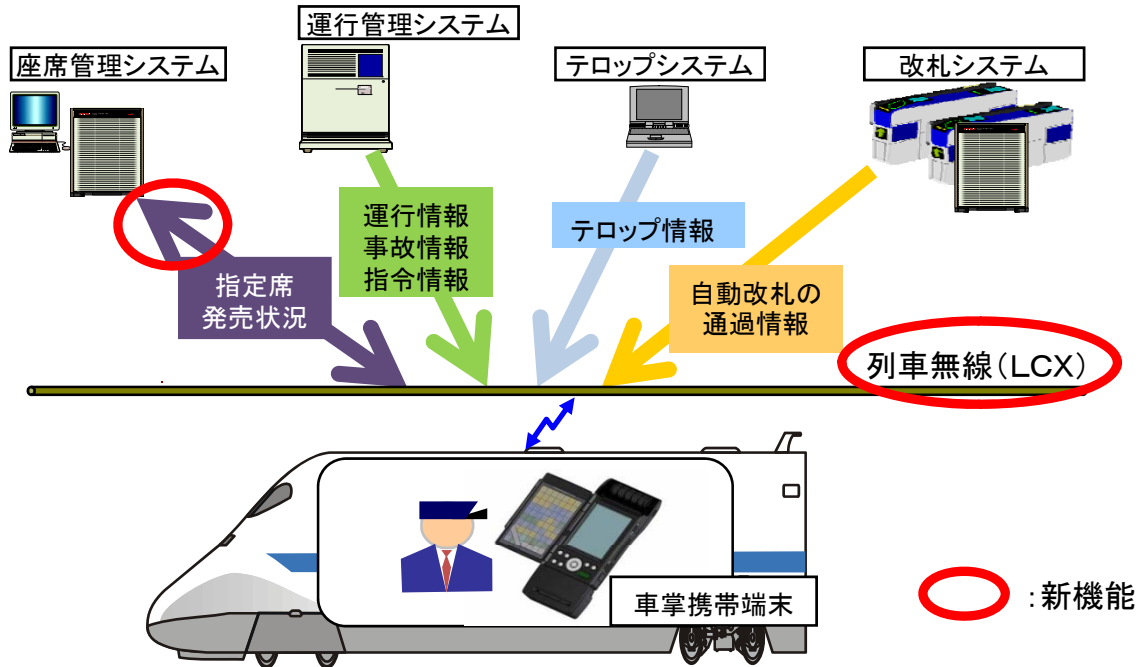 座席管理システム
運行管理システム
テロップシステム
改札システム
指定席
発売状況
運行情報
事故情報
指令情報
テロップ情報
自動改札の
通過情報
列車無線（LCX）
車掌携帯端末
：新機能